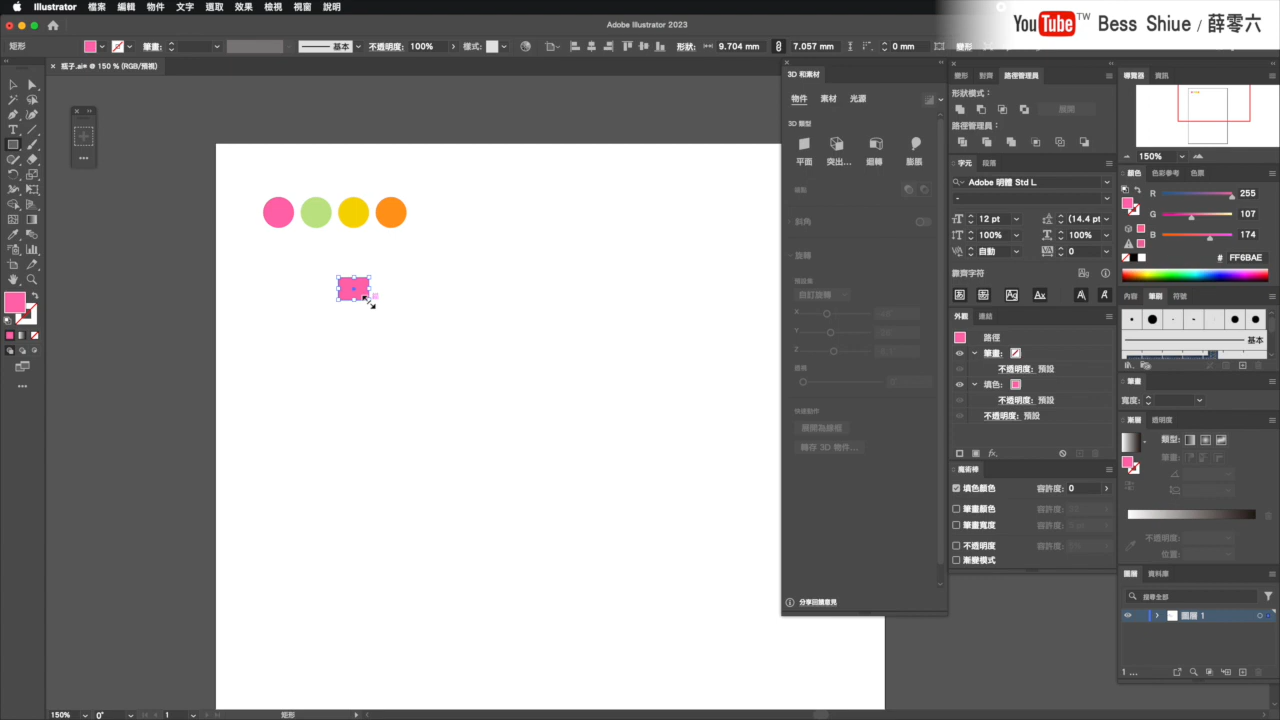 Illustrator 檔案 編輯 物件 文字 選取 效果 檢視 視窗 說明
Adobe Illustrator 2023
YouTube TW Bess Shiue / 薛零六
矩形 筆畫: 基本 不透明度: 100% 樣式: 形狀: 9.704 mm 7.057 mm 0 mm 變形
瓶子.ai* @ 150 % (RGB/預視)
3D 和素材
物件 素材 光源
3D 類型
平面 突出... 迴轉 膨脹
斜角
旋轉
預設集
自訂旋轉
X
Y
Z
透視
快速動作
展開為線框
轉存 3D 物件...
分享回饋意見
變形 對齊 路徑管理員
形狀模式:
展開
路徑管理員:
字元 段落
Adobe 明體 Std L
-
12 pt (14.4 pt)
100% 100%
自動 0
靠齊字符
外觀 連結
路徑
筆畫:
不透明度: 預設
填色:
不透明度: 預設
不透明度: 預設
魔術棒
填色顏色 容許度: 0
筆畫顏色 容許度:
筆畫寬度 容許度:
不透明度 容許度:
漸變模式
導覽器 資訊
150%
顏色 色彩參考 色票
R 255
G 107
B 174
# FF6BAE
內容 筆刷 符號
基本
筆畫
寬度:
漸層 透明度
類型:
筆畫:
不透明度:
位置:
圖層 資料庫
搜尋全部
圖層 1
1 ...
150% 0° 1 矩形